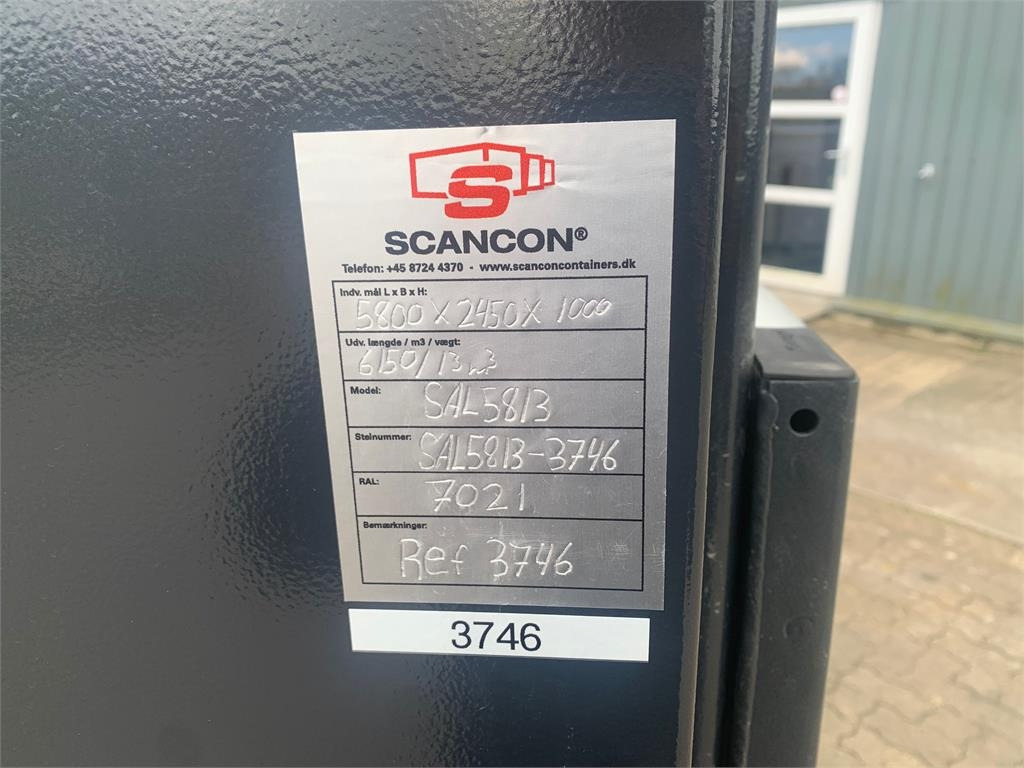 S
SCANCON®
Telefon: +45 8724 4370 - www.scanconcontainers.dk
Indv. mål L x B x H:
5800 x 2450 x 1000
Udv. længde / m3 / vægt:
6150/13 m3
Model:
SAL5813
Stelnummer:
SAL5813-3746
RAL:
7021
Bemærkninger:
Ref 3746
3746